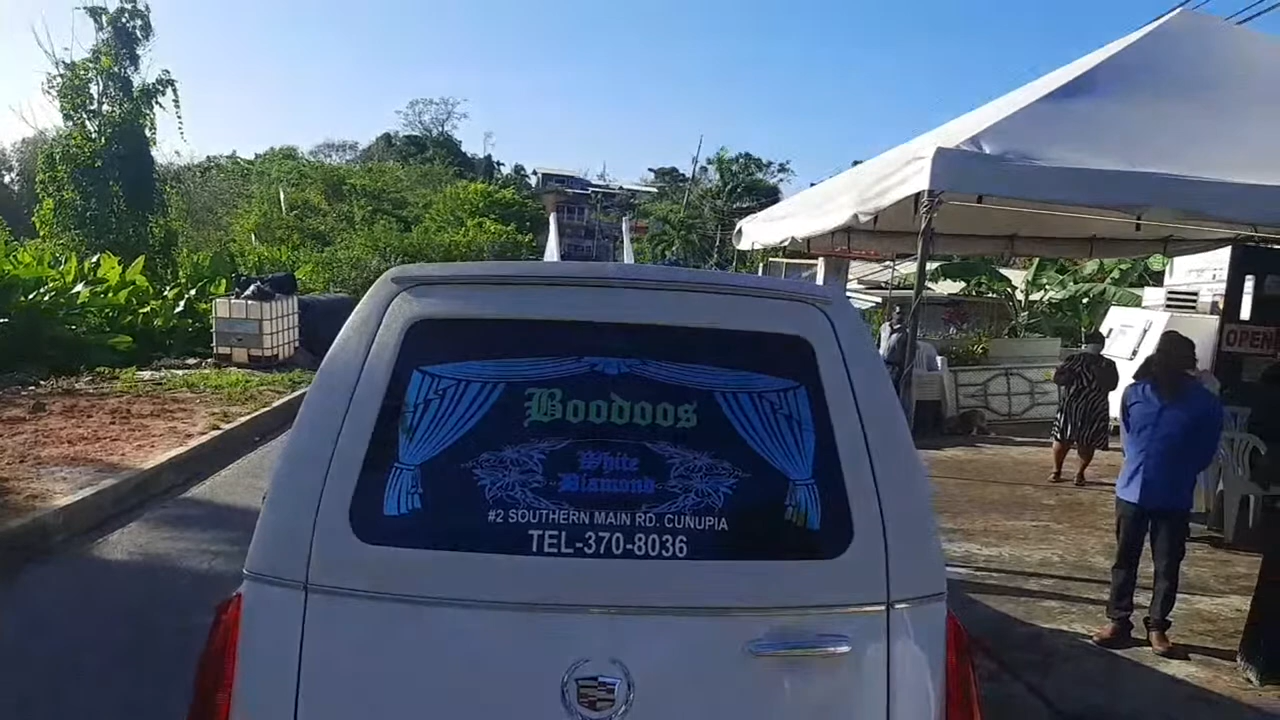 Boodoos
White
Diamond
#2 SOUTHERN MAIN RD. CUNUPIA
TEL-370-8036
OPEN